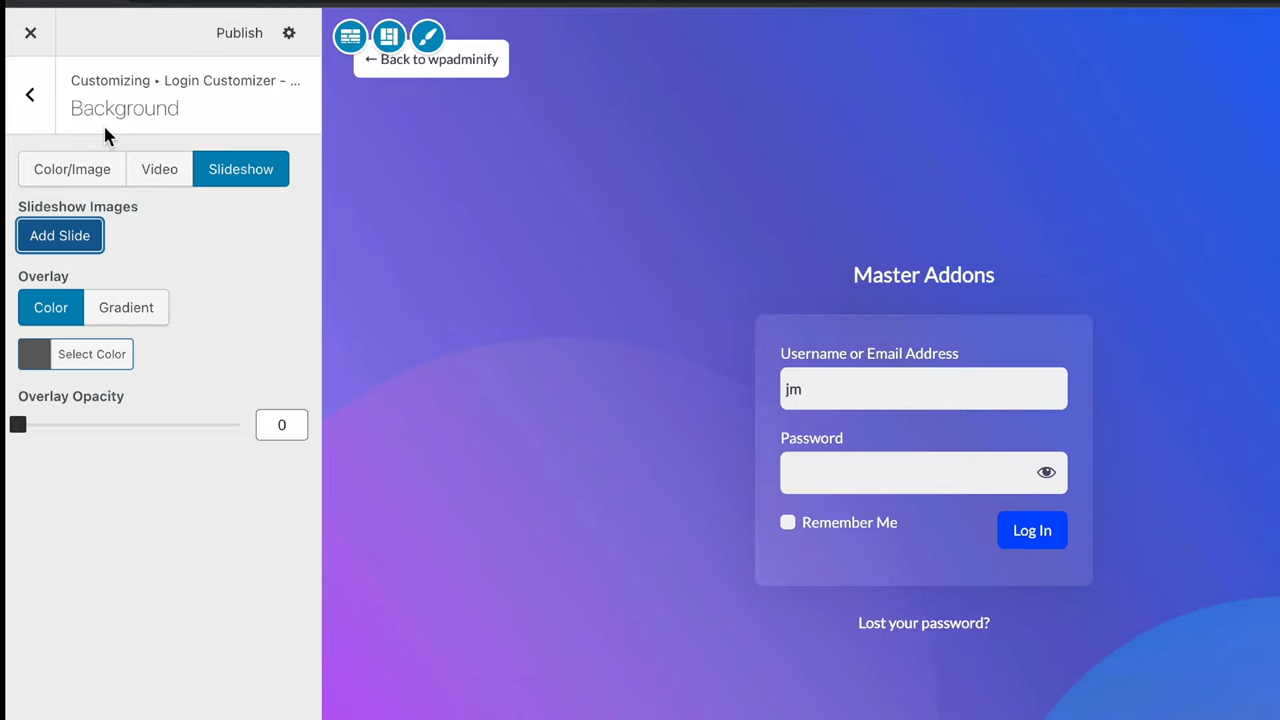 Publish
Customizing ▸ Login Customizer - ...
Background
Color/Image Video Slideshow
Slideshow Images
Add Slide
Overlay
Color Gradient
Select Color
Overlay Opacity
0
← Back to wpadminify
Master Addons
Username or Email Address
jm
Password
Remember Me
Log In
Lost your password?